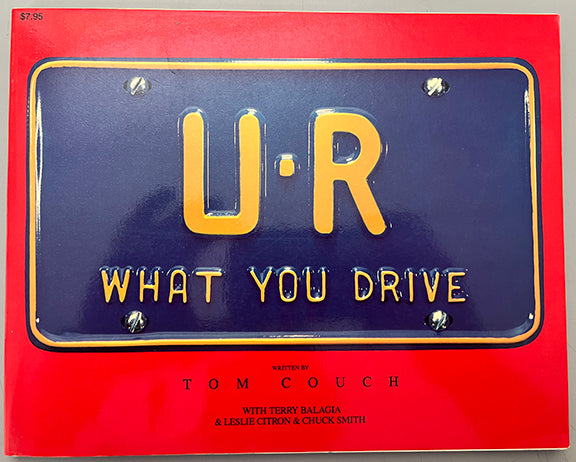 $7.95
U·R
WHAT YOU DRIVE
WRITTEN BY
TOM COUCH
WITH TERRY BALAGIA
& LESLIE CITRON & CHUCK SMITH